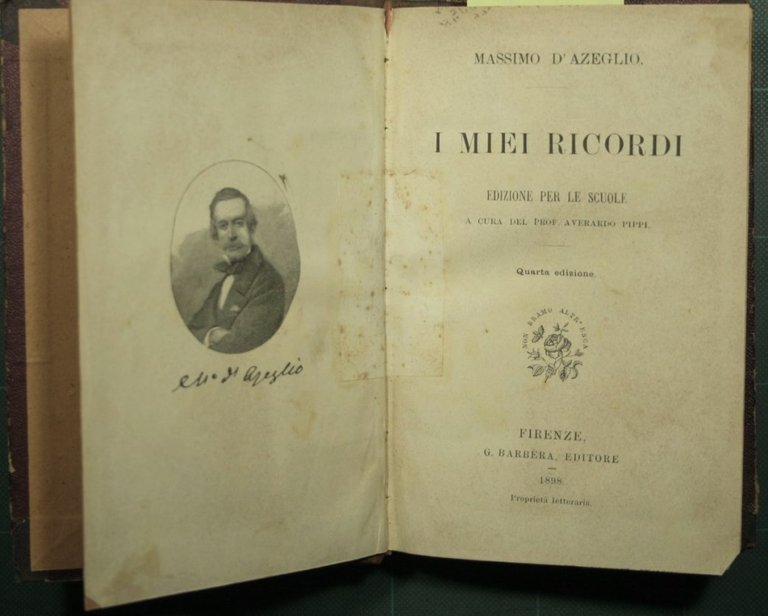 Mso d'Azeglio
MASSIMO D'AZEGLIO.
I MIEI RICORDI
EDIZIONE PER LE SCUOLE
A CURA DEL PROF. AVERARDO PIPPI.
Quarta edizione.
NON BRAMO ALTR' ESCA
FIRENZE,
G. BARBÈRA, EDITORE
1898.
Proprietà letteraria.